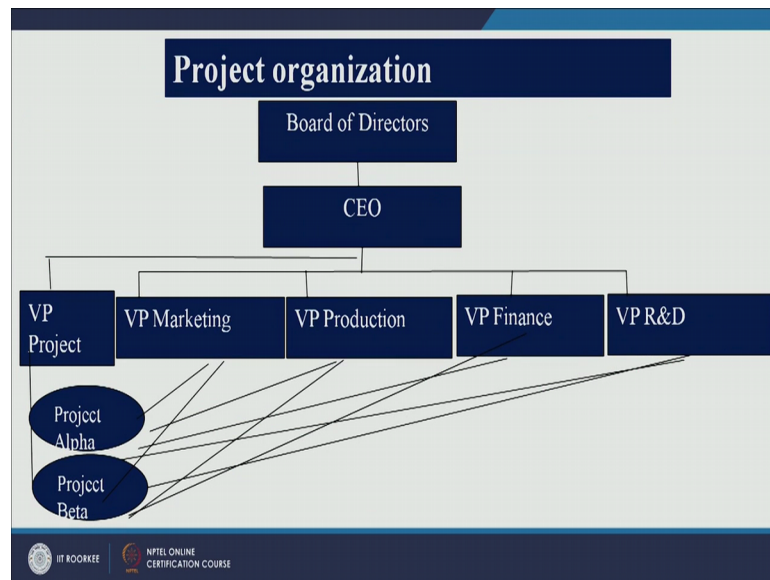 Project organization
Board of Directors
CEO
VP
Project
VP Marketing
VP Production
VP Finance
VP R&D
Project
Alpha
Project
Beta
IIT ROORKEE
NPTEL ONLINE
CERTIFICATION COURSE